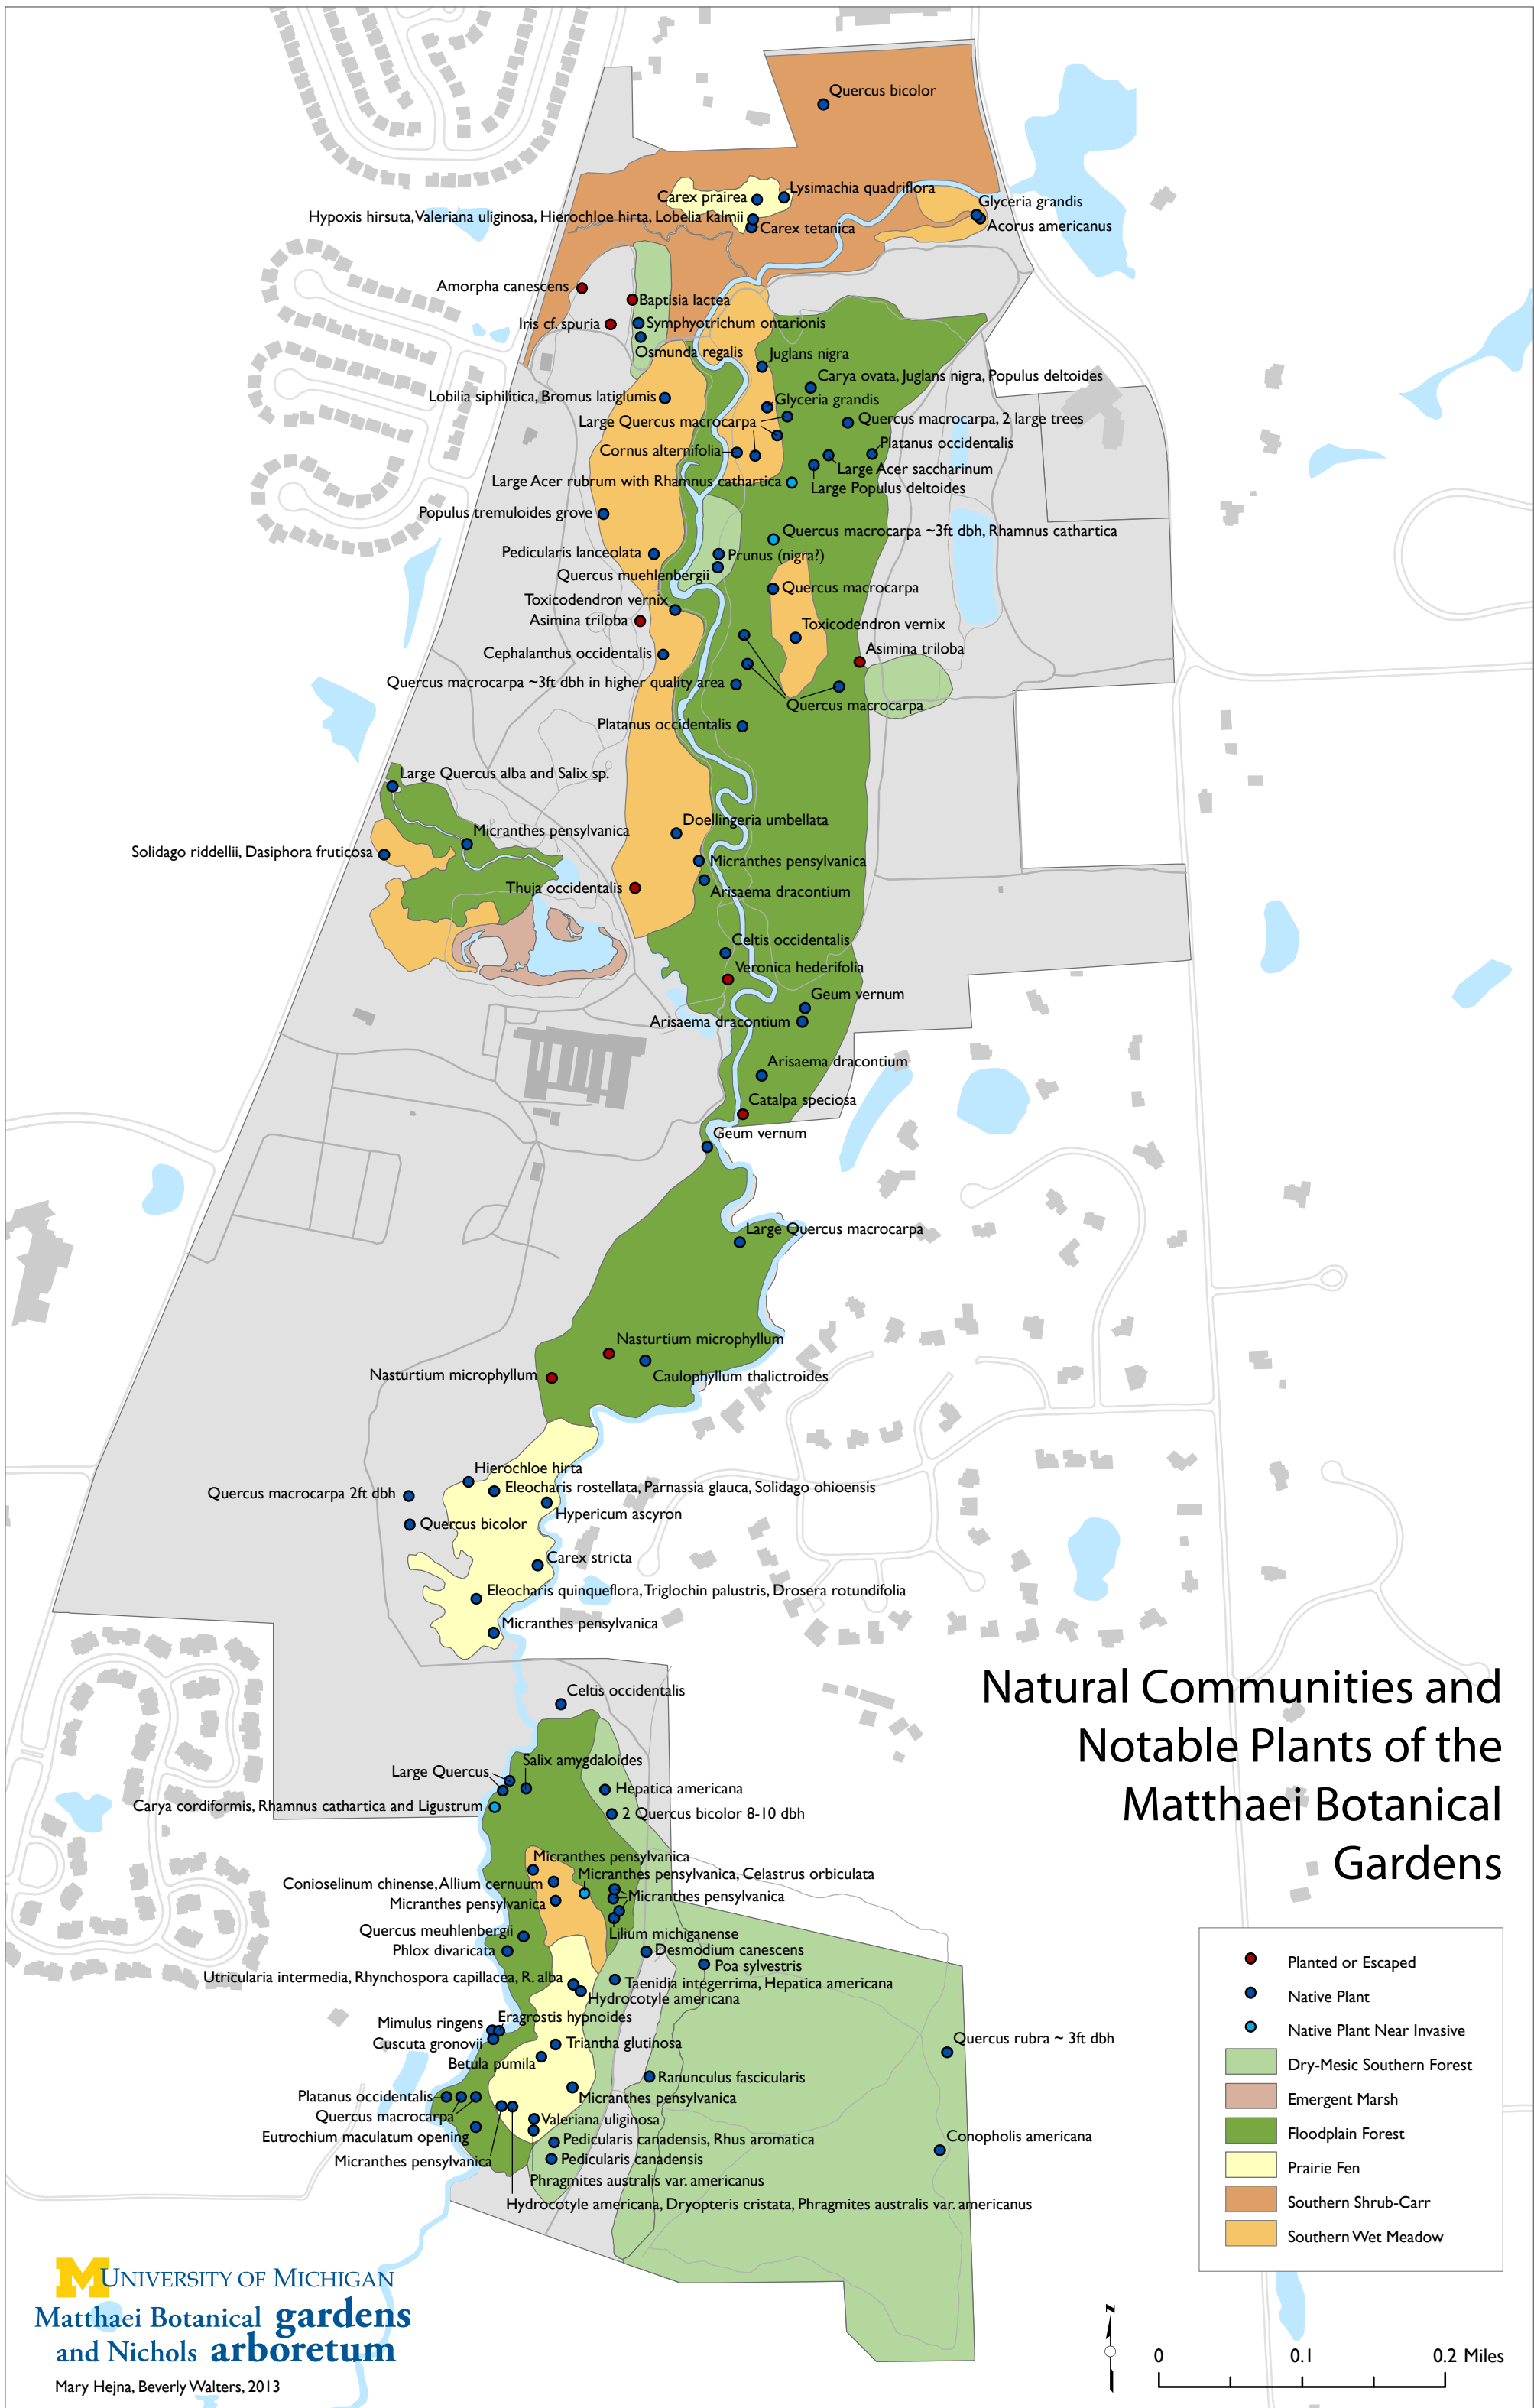 Quercus bicolor
Lysimachia quadriflora
Carex prairea
Glyceria grandis
Hypoxis hirsuta, Valeriana uliginosa, Hierochloe hirta, Lobelia kalmii
Carex tetanica
Acorus americanus
Amorpha canescens
Baptisia lactea
Iris cf. spuria
Symphyotrichum ontarionis
Osmunda regalis
Juglans nigra
Carya ovata, Juglans nigra, Populus deltoides
Lobilia siphilitica, Bromus latiglumis
Glyceria grandis
Large Quercus macrocarpa
Quercus macrocarpa, 2 large trees
Platanus occidentalis
Cornus alternifolia
Large Acer saccharinum
Large Acer rubrum with Rhamnus cathartica
Large Populus deltoides
Populus tremuloides grove
Quercus macrocarpa ~3ft dbh, Rhamnus cathartica
Pedicularis lanceolata
Prunus (nigra?)
Quercus muehlenbergii
Quercus macrocarpa
Toxicodendron vernix
Asimina triloba
Toxicodendron vernix
Asimina triloba
Cephalanthus occidentalis
Quercus macrocarpa ~3ft dbh in higher quality area
Quercus macrocarpa
Platanus occidentalis
Large Quercus alba and Salix sp.
Doellingeria umbellata
Micranthes pensylvanica
Solidago riddellii, Dasiphora fruticosa
Micranthes pensylvanica
Thuja occidentalis
Arisaema dracontium
Celtis occidentalis
Veronica hederifolia
Geum vernum
Arisaema dracontium
Arisaema dracontium
Catalpa speciosa
Geum vernum
Large Quercus macrocarpa
Nasturtium microphyllum
Nasturtium microphyllum
Caulophyllum thalictroides
Hierochloe hirta
Eleocharis rostellata, Parnassia glauca, Solidago ohioensis
Quercus macrocarpa 2ft dbh
Hypericum ascyron
Quercus bicolor
Carex stricta
Eleocharis quinqueflora, Triglochin palustris, Drosera rotundifolia
Micranthes pensylvanica
Natural Communities and
Notable Plants of the
Matthaei Botanical
Gardens
Celtis occidentalis
Salix amygdaloides
Large Quercus
Hepatica americana
Carya cordiformis, Rhamnus cathartica and Ligustrum
2 Quercus bicolor 8-10 dbh
Micranthes pensylvanica
Micranthes pensylvanica, Celastrus orbiculata
Conioselinum chinense, Allium cernuum
Micranthes pensylvanica
Micranthes pensylvanica
Quercus meuhlenbergii
Lilium michiganense
Phlox divaricata
Desmodium canescens
Poa sylvestris
Utricularia intermedia, Rhynchospora capillacea, R. alba
Taenidia integerrima, Hepatica americana
Hydrocotyle americana
Eragrostis hypnoides
Mimulus ringens
Cuscuta gronovii
Triantha glutinosa
Quercus rubra ~ 3ft dbh
Betula pumila
Ranunculus fascicularis
Platanus occidentalis
Micranthes pensylvanica
Quercus macrocarpa
Valeriana uliginosa
Eutrochium maculatum opening
Pedicularis canadensis, Rhus aromatica
Conopholis americana
Micranthes pensylvanica
Pedicularis canadensis
Phragmites australis var. americanus
Hydrocotyle americana, Dryopteris cristata, Phragmites australis var. americanus
Planted or Escaped
Native Plant
Native Plant Near Invasive
Dry-Mesic Southern Forest
Emergent Marsh
Floodplain Forest
Prairie Fen
Southern Shrub-Carr
Southern Wet Meadow
M UNIVERSITY OF MICHIGAN
Matthaei Botanical gardens
and Nichols arboretum
Mary Hejna, Beverly Walters, 2013
N
0 0.1 0.2 Miles